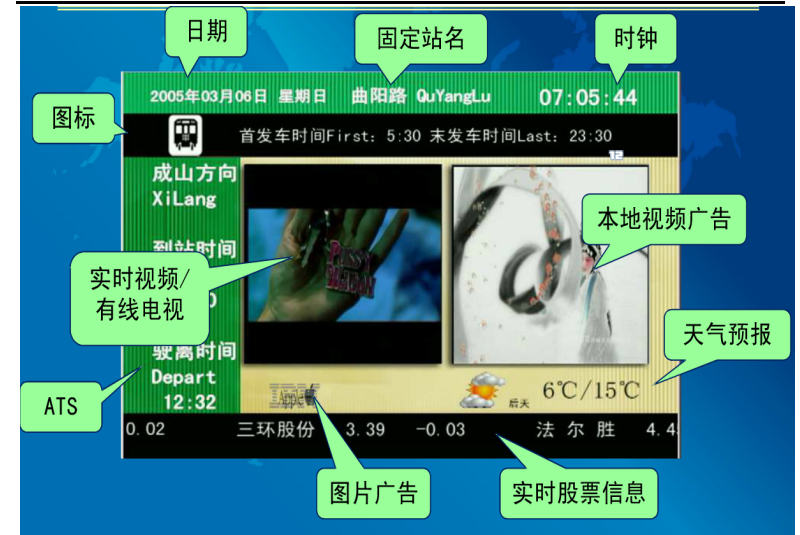 日期
固定站名
时钟
图标
2005年03月06日 星期日 曲阳路 QuYangLu 07:05:44
首发车时间First: 5:30 末发车时间Last: 23:30
成山方向
XiLang
到站时间
本地视频广告
实时视频/
有线电视
天气预报
驶离时间
Depart
12:32
ATS
Apple
后天 6℃/15℃
0.02 三环股份 3.39 -0.03 法尔胜 4.4
图片广告
实时股票信息